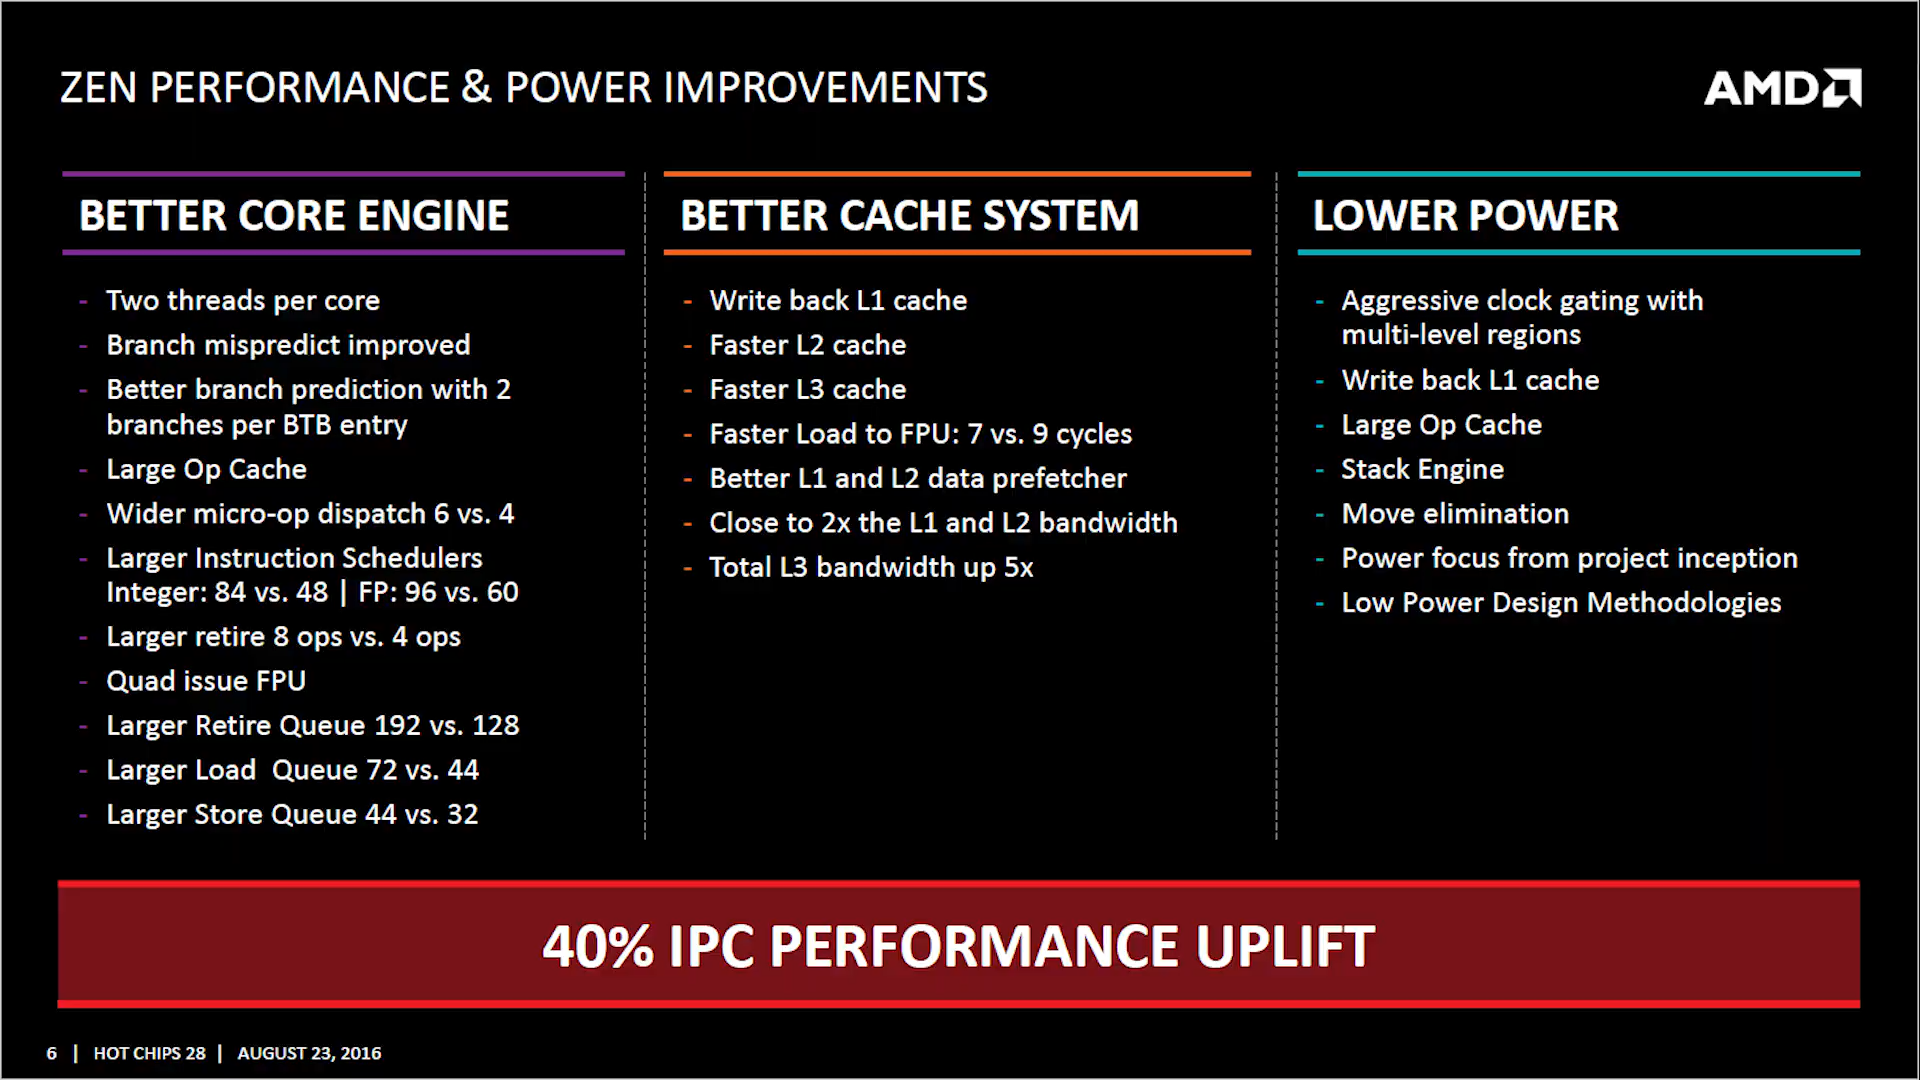 ZEN PERFORMANCE & POWER IMPROVEMENTS
AMD
BETTER CORE ENGINE
- Two threads per core
- Branch mispredict improved
- Better branch prediction with 2
branches per BTB entry
- Large Op Cache
- Wider micro-op dispatch 6 vs. 4
- Larger Instruction Schedulers
Integer: 84 vs. 48 | FP: 96 vs. 60
- Larger retire 8 ops vs. 4 ops
- Quad issue FPU
- Larger Retire Queue 192 vs. 128
- Larger Load  Queue 72 vs. 44
- Larger Store Queue 44 vs. 32
BETTER CACHE SYSTEM
- Write back L1 cache
- Faster L2 cache
- Faster L3 cache
- Faster Load to FPU: 7 vs. 9 cycles
- Better L1 and L2 data prefetcher
- Close to 2x the L1 and L2 bandwidth
- Total L3 bandwidth up 5x
LOWER POWER
- Aggressive clock gating with
multi-level regions
- Write back L1 cache
- Large Op Cache
- Stack Engine
- Move elimination
- Power focus from project inception
- Low Power Design Methodologies
40% IPC PERFORMANCE UPLIFT
6 | HOT CHIPS 28 | AUGUST 23, 2016